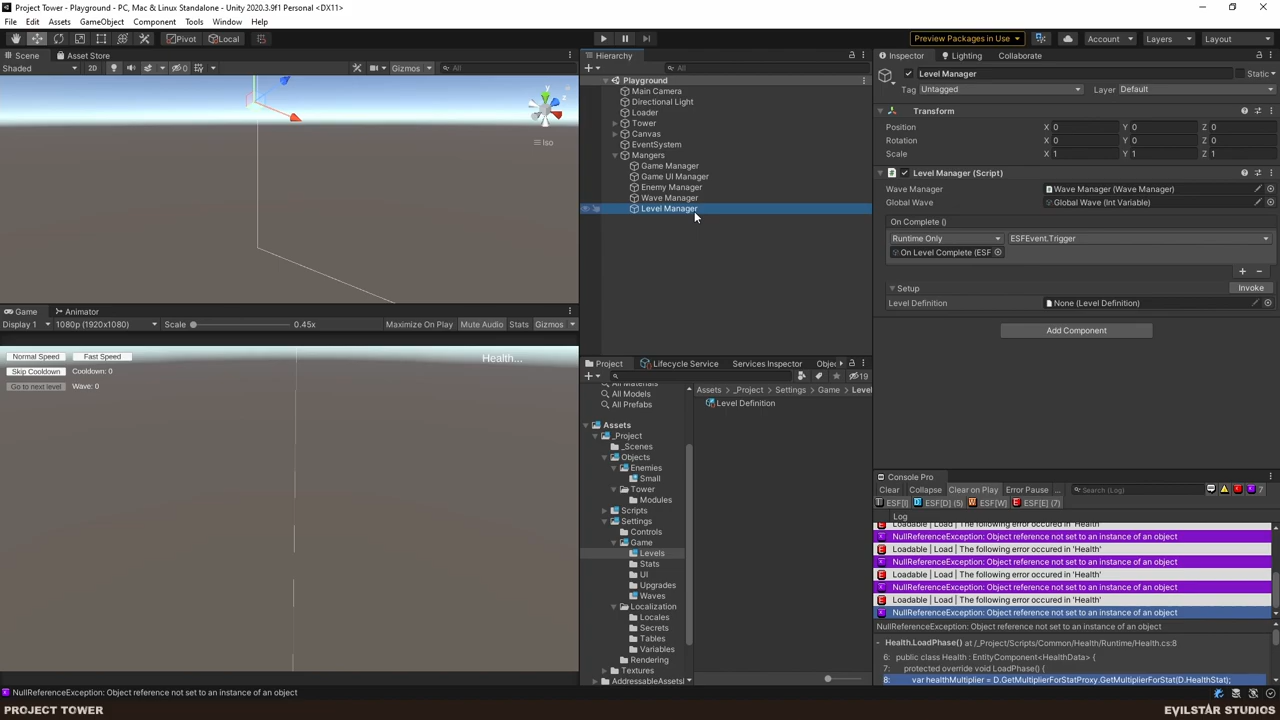 Project Tower - Playground - PC, Mac & Linux Standalone - Unity 2020.3.9f1 Personal <DX11>
File Edit Assets GameObject Component Tools Window Help
Pivot Local Preview Packages in Use Account Layers Layout
Scene Asset Store
Shaded 2D 0 Gizmos All
y
Iso
Game Animator
Display 1 1080p (1920x1080) Scale 0.45x Maximize On Play Mute Audio Stats Gizmos
Normal Speed Fast Speed Health...
Skip Cooldown Cooldown: 0
Go to next level Wave: 0
Hierarchy
All
Playground
Main Camera
Directional Light
Loader
Tower
Canvas
EventSystem
Mangers
Game Manager
Game UI Manager
Enemy Manager
Wave Manager
Level Manager
Project Lifecycle Service Services Inspector Objec
19
All Materials
All Models
All Prefabs
Assets
_Project
_Scenes
Objects
Enemies
Small
Tower
Modules
Scripts
Settings
Controls
Game
Levels
Stats
UI
Upgrades
Waves
Localization
Locales
Secrets
Tables
Variables
Rendering
Textures
AddressableAssetsI
Assets > _Project > Settings > Game > Level
Level Definition
Inspector Lighting Collaborate
Level Manager Static
Tag Untagged Layer Default
Transform
Position X 0 Y 0 Z 0
Rotation X 0 Y 0 Z 0
Scale X 1 Y 1 Z 1
Level Manager (Script)
Wave Manager Wave Manager (Wave Manager)
Global Wave Global Wave (Int Variable)
On Complete ()
Runtime Only ESFEvent.Trigger
On Level Complete (ESF
+ −
Setup Invoke
Level Definition None (Level Definition)
Add Component
Console Pro
Clear Collapse Clear on Play Error Pause ... Search (Log) 7
ESF[I] ESF[D] (5) ESF[W] ESF[E] (7)
Log
Loadable | Load | The following error occured in 'Health'
NullReferenceException: Object reference not set to an instance of an object
Loadable | Load | The following error occured in 'Health'
NullReferenceException: Object reference not set to an instance of an object
Loadable | Load | The following error occured in 'Health'
NullReferenceException: Object reference not set to an instance of an object
Loadable | Load | The following error occured in 'Health'
NullReferenceException: Object reference not set to an instance of an object
NullReferenceException: Object reference not set to an instance of an object
Health.LoadPhase() at /_Project/Scripts/Common/Health/Runtime/Health.cs:8
6: public class Health : EntityComponent<HealthData> {
7: protected override void LoadPhase() {
8: var healthMultiplier = D.GetMultiplierForStatProxy.GetMultiplierForStat(D.HealthStat);
NullReferenceException: Object reference not set to an instance of an object
PROJECT TOWER EVILSTAR STUDIOS